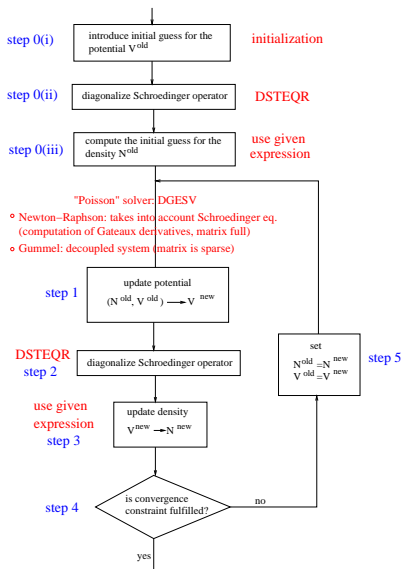 step 0(i)
introduce initial guess for the
potential V^old
initialization
step 0(ii)
diagonalize Schroedinger operator
DSTEQR
step 0(iii)
compute the initial guess for the
density N^old
use given
expression
"Poisson" solver: DGESV
Newton−Raphson: takes into account Schroedinger eq.
(computation of Gateaux derivatives, matrix full)
Gummel: decoupled system (matrix is sparse)
step 1
update potential
(N^old, V^old) → V^new
DSTEQR
step 2
diagonalize Schroedinger operator
set
N^old =N^new
V^old =V^new
step 5
use given
expression
step 3
update density
V^new → N^new
step 4
is convergence
constraint fulfilled?
no
yes